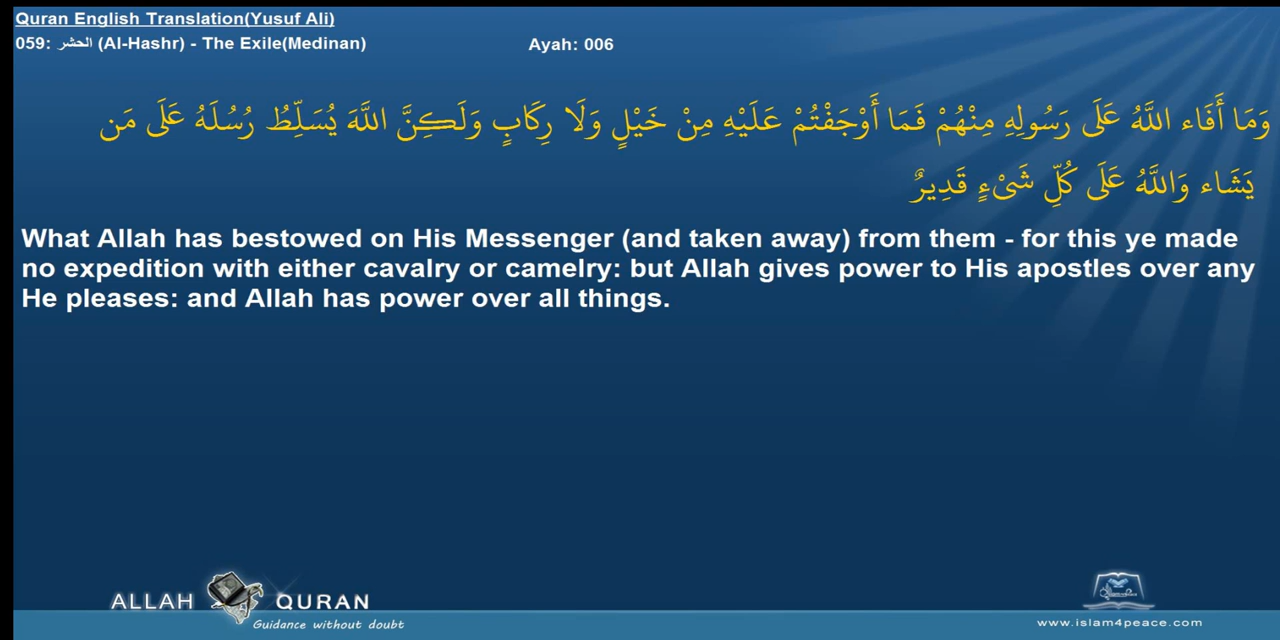 Quran English Translation(Yusuf Ali)
059: الحشر (Al-Hashr) - The Exile(Medinan)
Ayah: 006
وَمَا أَفَاء اللَّهُ عَلَى رَسُولِهِ مِنْهُمْ فَمَا أَوْجَفْتُمْ عَلَيْهِ مِنْ خَيْلٍ وَلَا رِكَابٍ وَلَكِنَّ اللَّهَ يُسَلِّطُ رُسُلَهُ عَلَى مَن
يَشَاء وَاللَّهُ عَلَى كُلِّ شَيْءٍ قَدِيرٌ
What Allah has bestowed on His Messenger (and taken away) from them - for this ye made
no expedition with either cavalry or camelry: but Allah gives power to His apostles over any
He pleases: and Allah has power over all things.
ALLAH QURAN
Guidance without doubt
www.islam4peace.com